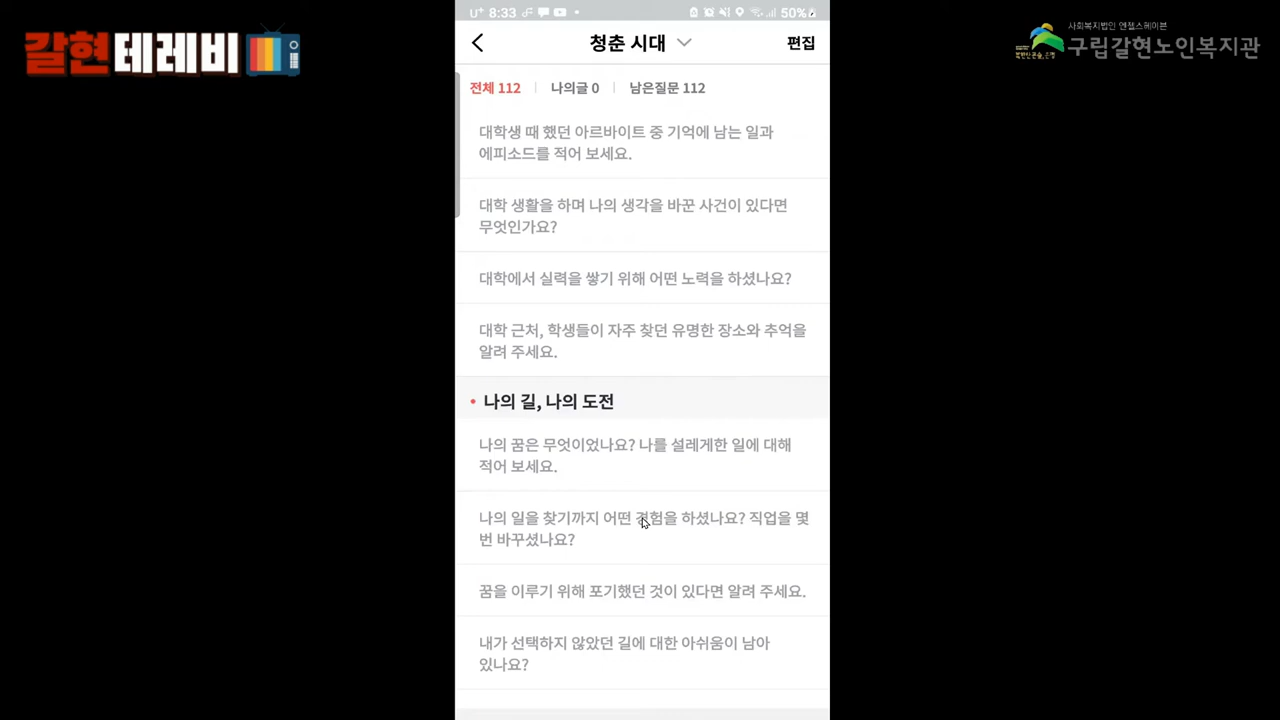 갈현테레비
사회복지법인 엔젤스헤이븐
구립갈현노인복지관
U+ 8:33
50%
청춘 시대
편집
전체 112
나의글 0
남은질문 112
대학생 때 했던 아르바이트 중 기억에 남는 일과
에피소드를 적어 보세요.
대학 생활을 하며 나의 생각을 바꾼 사건이 있다면
무엇인가요?
대학에서 실력을 쌓기 위해 어떤 노력을 하셨나요?
대학 근처, 학생들이 자주 찾던 유명한 장소와 추억을
알려 주세요.
나의 길, 나의 도전
나의 꿈은 무엇이었나요? 나를 설레게한 일에 대해
적어 보세요.
나의 일을 찾기까지 어떤 경험을 하셨나요? 직업을 몇
번 바꾸셨나요?
꿈을 이루기 위해 포기했던 것이 있다면 알려 주세요.
내가 선택하지 않았던 길에 대한 아쉬움이 남아
있나요?